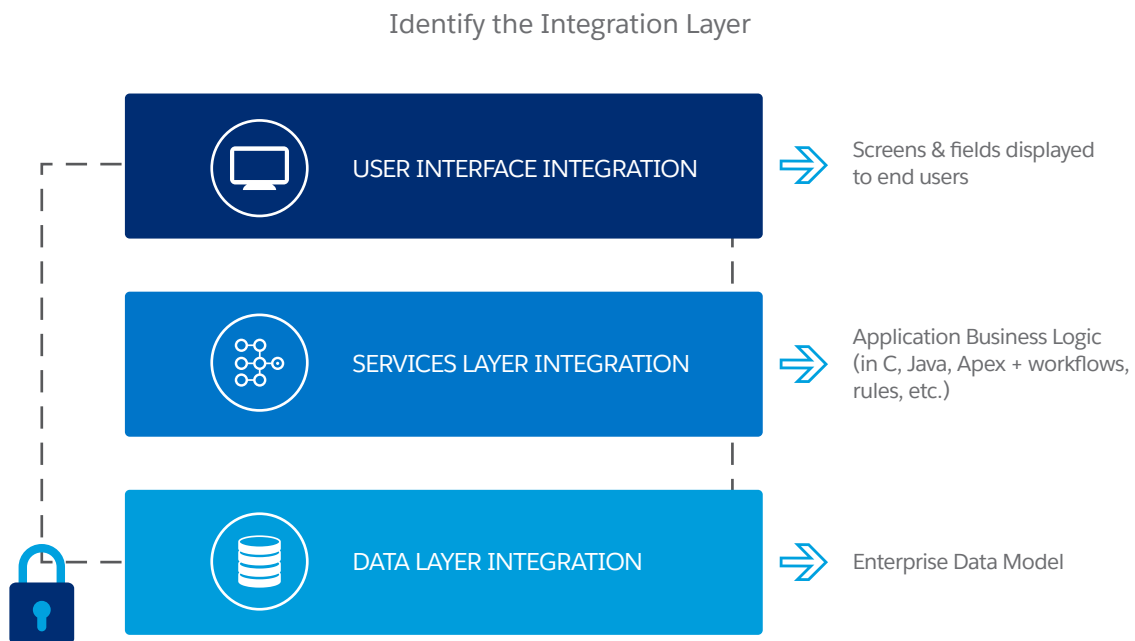 Identify the Integration Layer
USER INTERFACE INTEGRATION
Screens & fields displayed
to end users
SERVICES LAYER INTEGRATION
Application Business Logic
(in C, Java, Apex + workflows,
rules, etc.)
DATA LAYER INTEGRATION
Enterprise Data Model